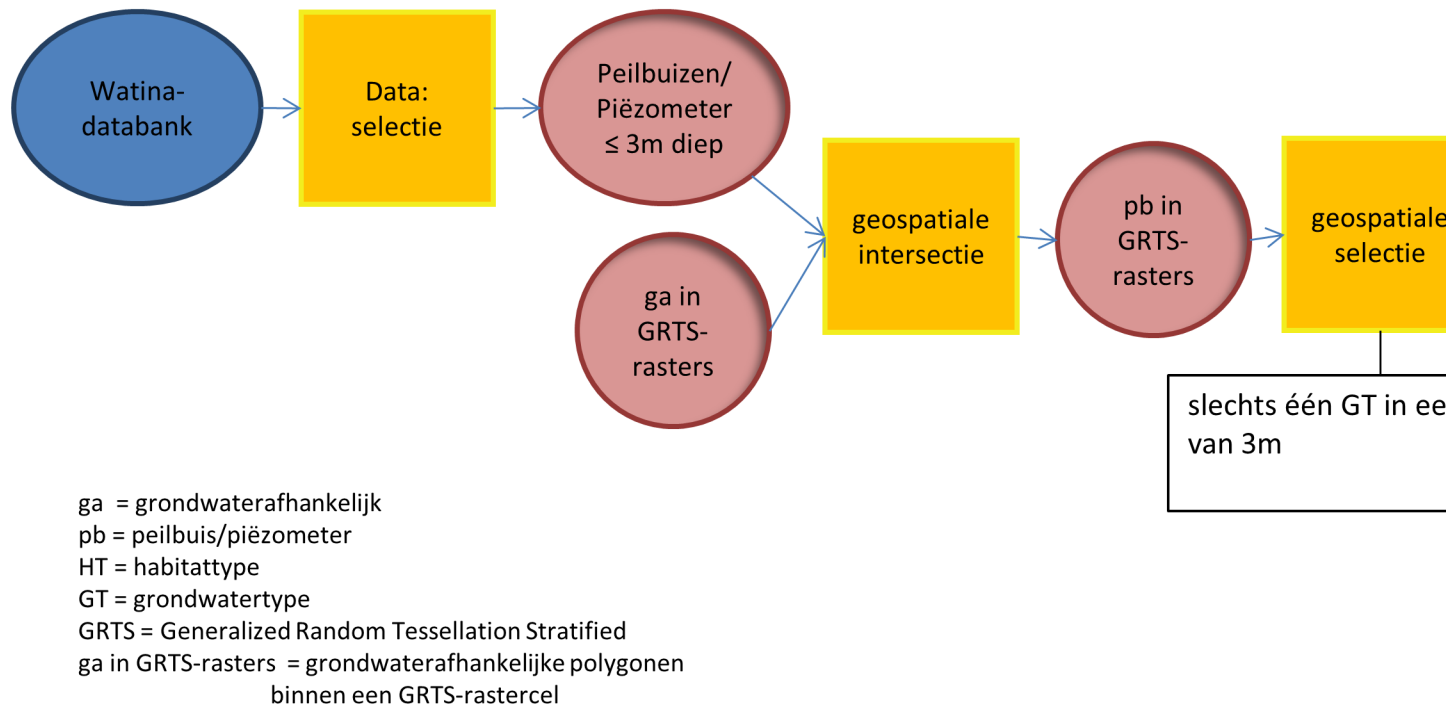 Watina-
databank
Data:
selectie
Peilbuizen/
Piëzometer
≤ 3m diep
ga in
GRTS-
rasters
geospatiale
intersectie
pb in
GRTS-
rasters
geospatiale
selectie
slechts één GT in ee
van 3m
ga = grondwaterafhankelijk
pb = peilbuis/piëzometer
HT = habitattype
GT = grondwatertype
GRTS = Generalized Random Tessellation Stratified
ga in GRTS-rasters = grondwaterafhankelijke polygonen
binnen een GRTS-rastercel